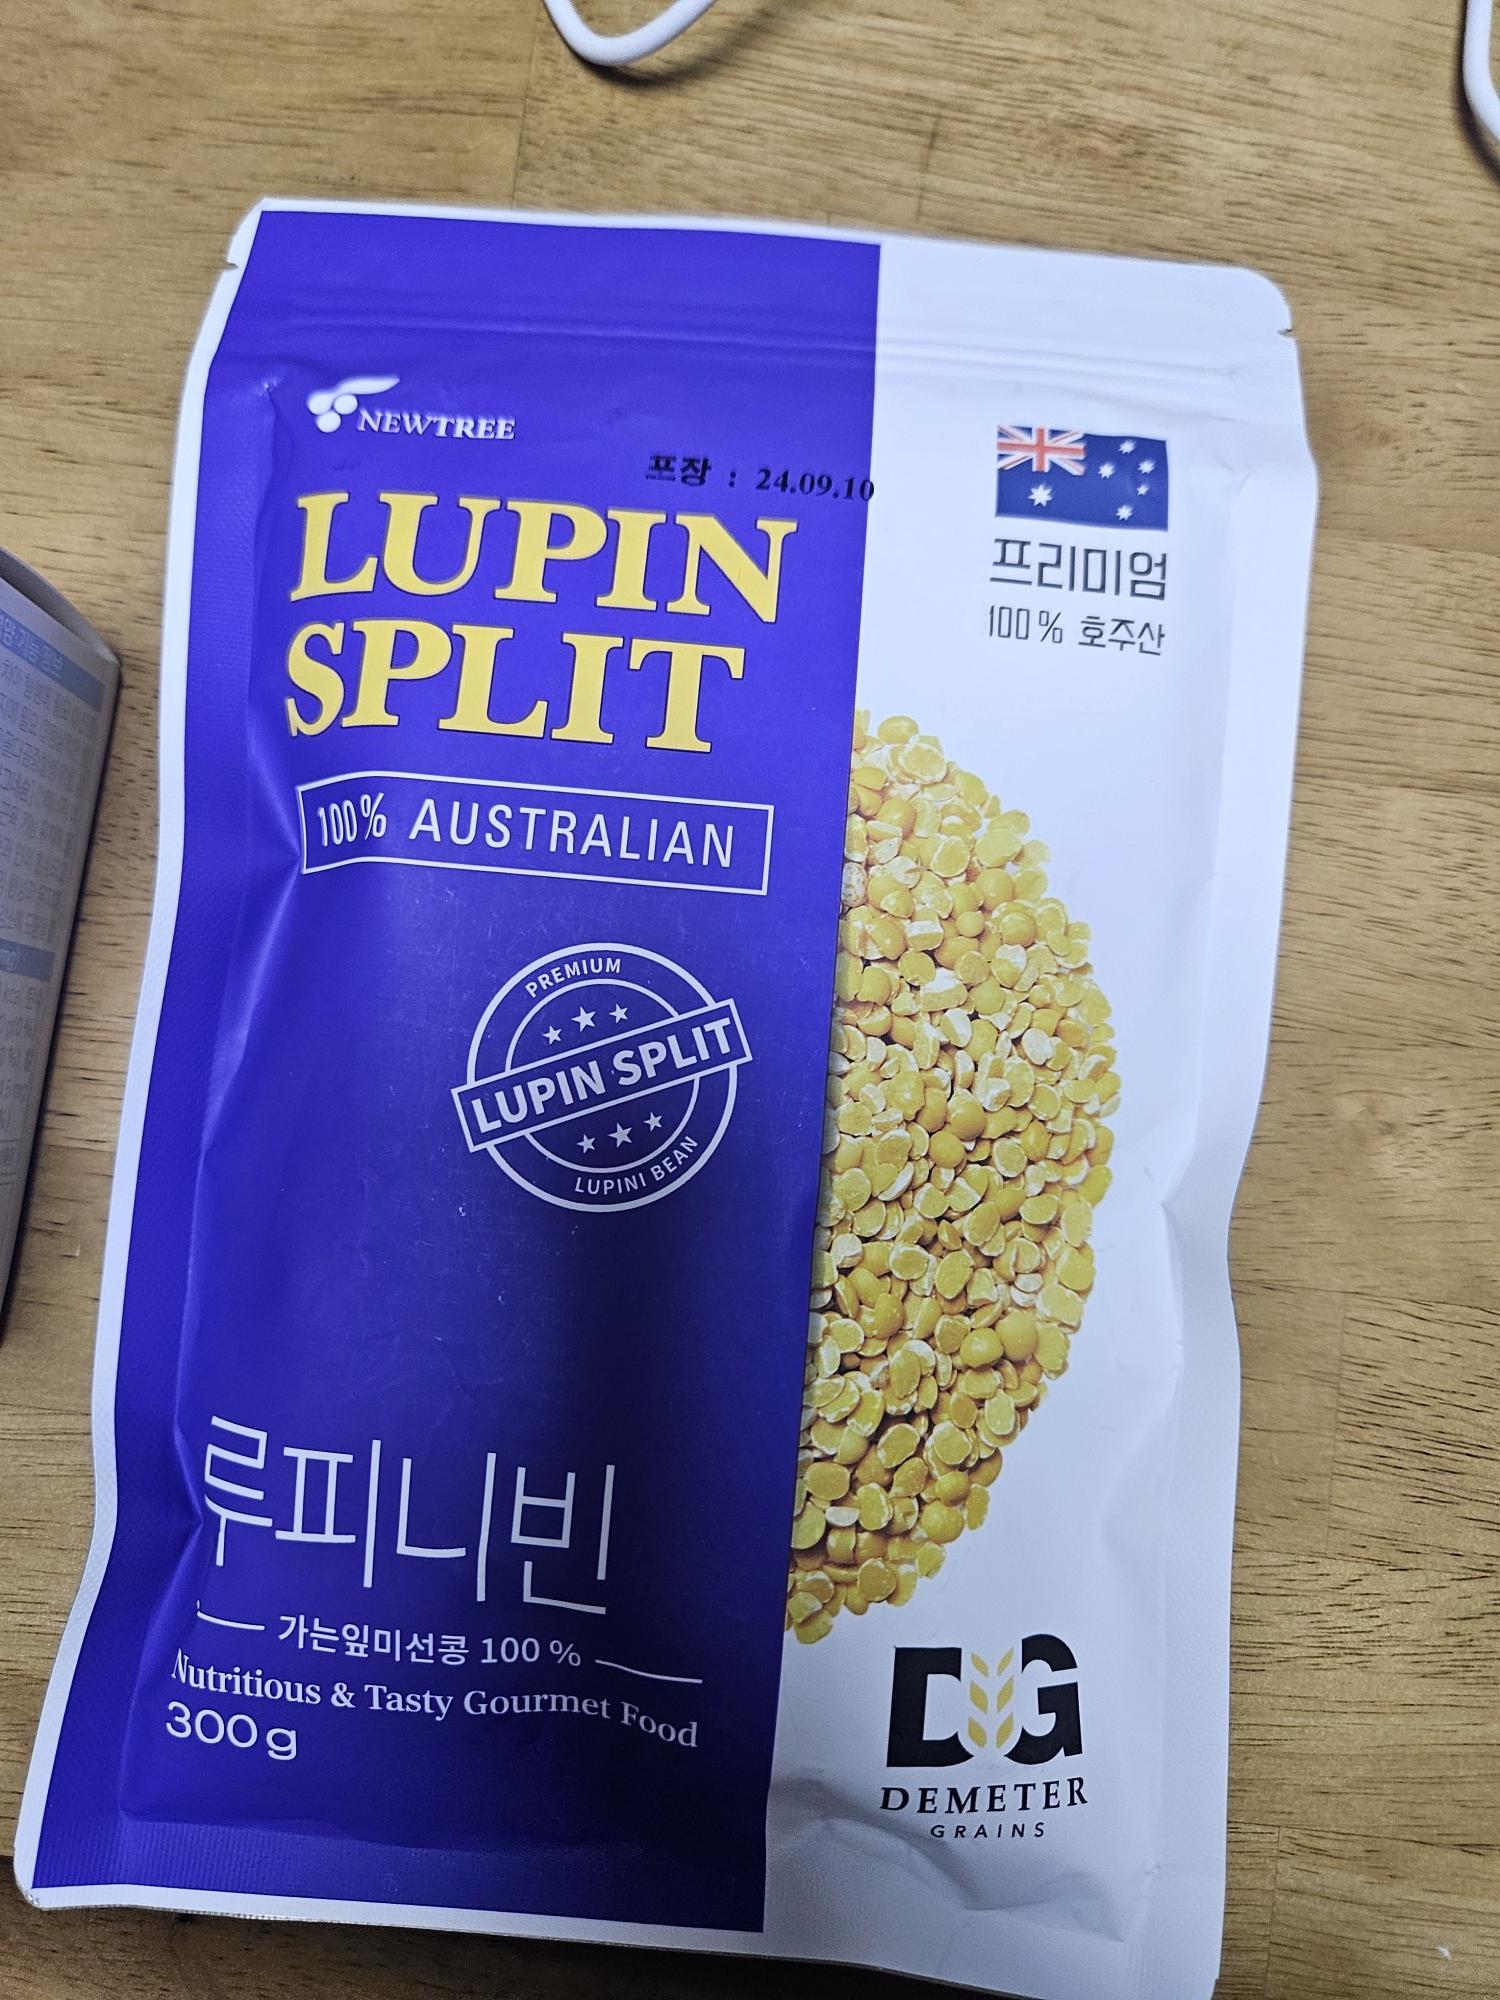 NEWTREE
포장 : 24.09.10
LUPIN
SPLIT
100% AUSTRALIAN
프리미엄
100% 호주산
PREMIUM
LUPIN SPLIT
LUPINI BEAN
루피니빈
가는잎미선콩 100 %
Nutritious & Tasty Gourmet Food
300g
DG
DEMETER
GRAINS